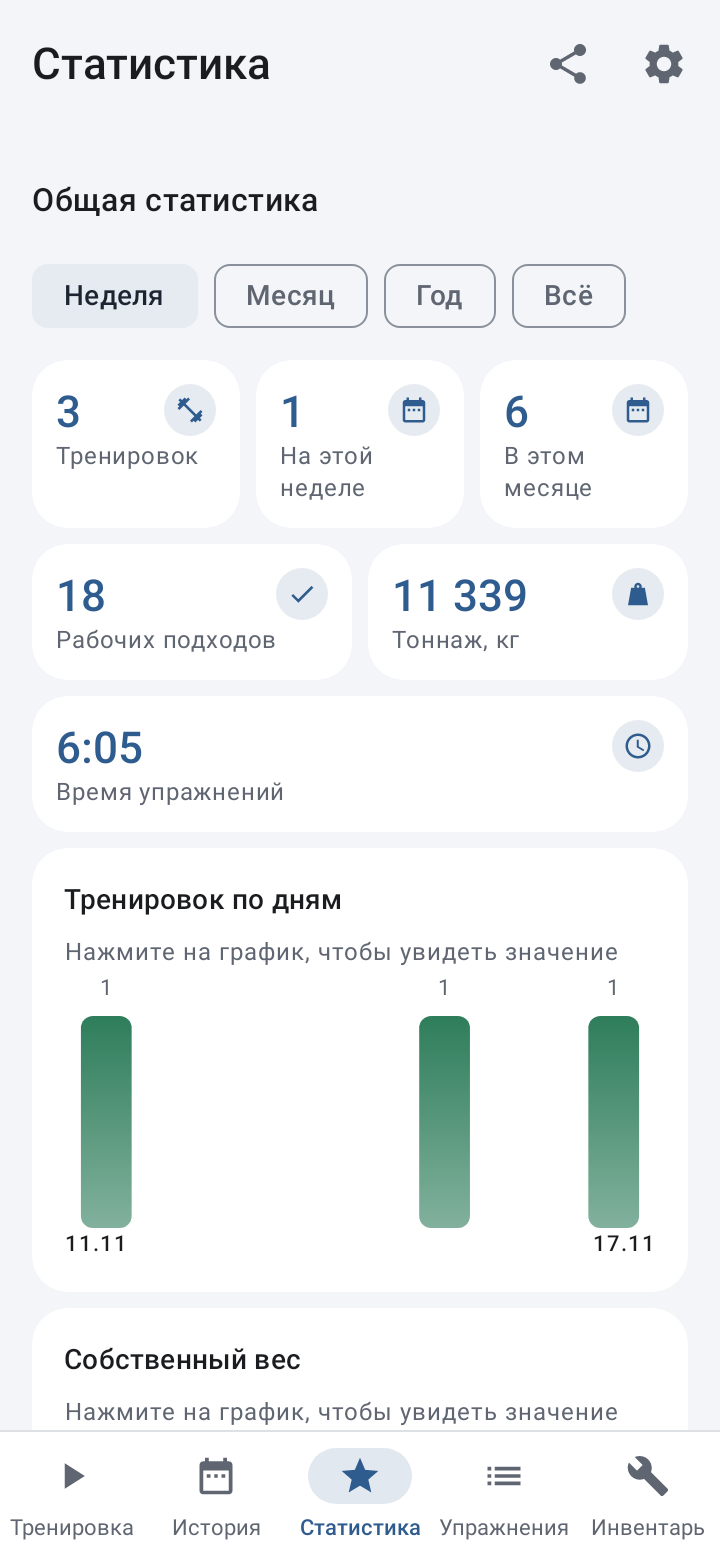 Статистика
Общая статистика
Неделя Месяц Год Всё
3
Тренировок
1
На этой
неделе
6
В этом
месяце
18
Рабочих подходов
11 339
Тоннаж, кг
6:05
Время упражнений
Тренировок по дням
Нажмите на график, чтобы увидеть значение
1 1 1
11.11 17.11
Собственный вес
Нажмите на график, чтобы увидеть значение
Тренировка История Статистика Упражнения Инвентарь